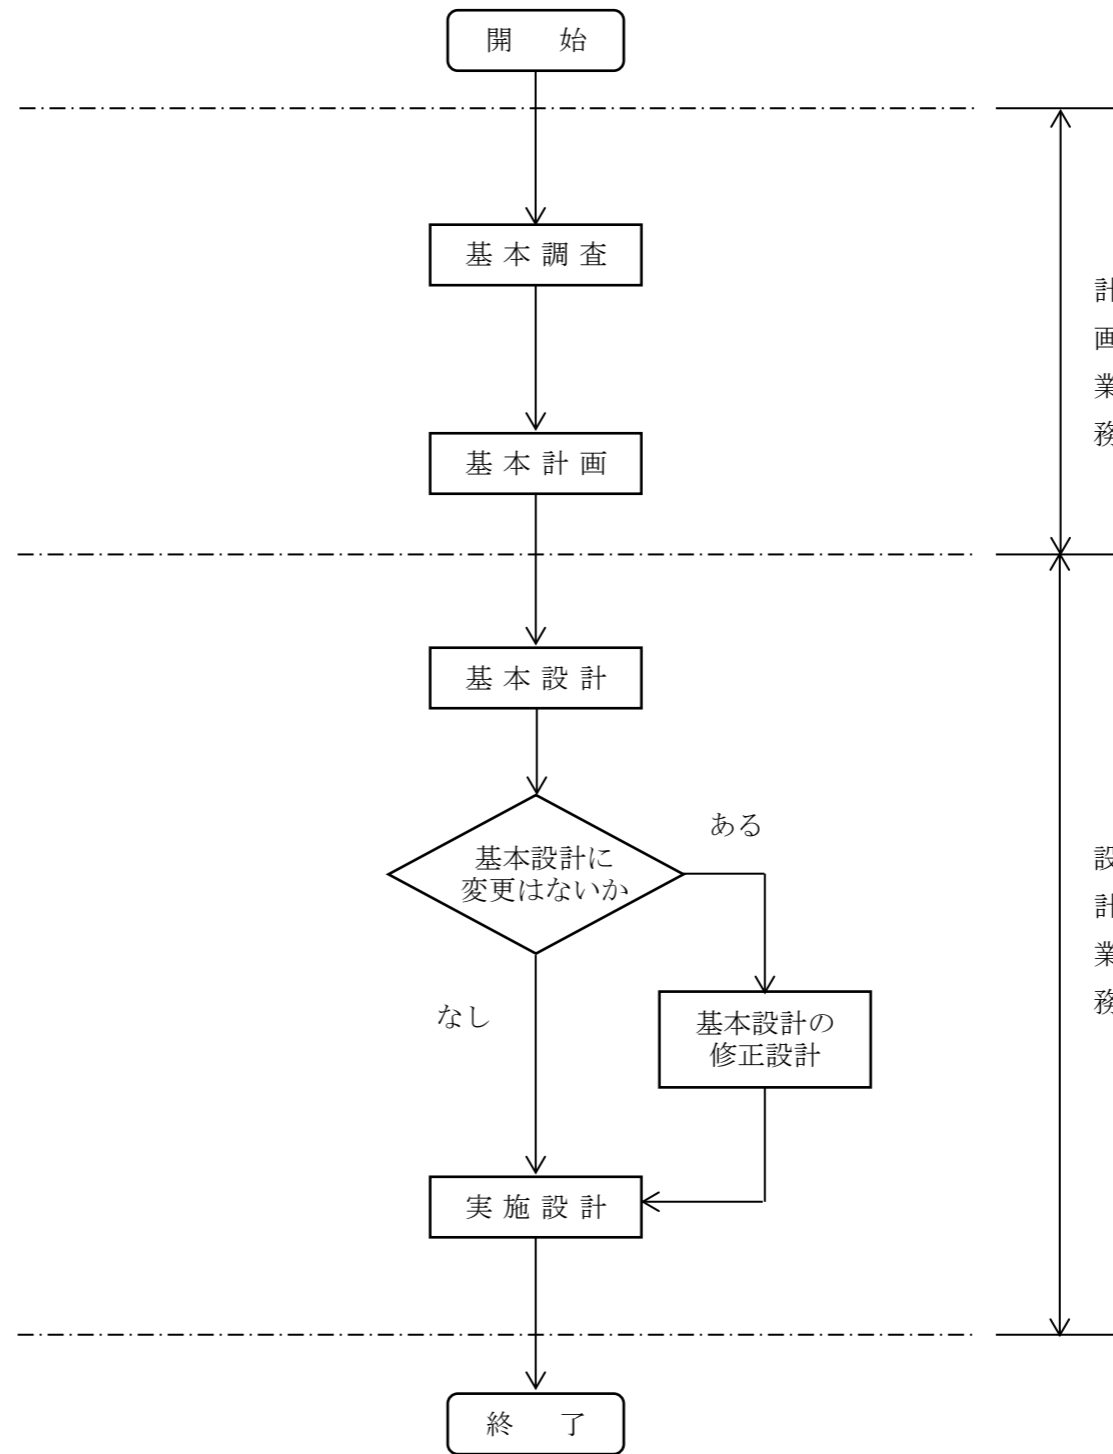 開 始
基本調査
基本計画
計
画
業
務
基本設計
基本設計に
変更はないか
ある
なし
基本設計の
修正設計
実施設計
設
計
業
務
終 了